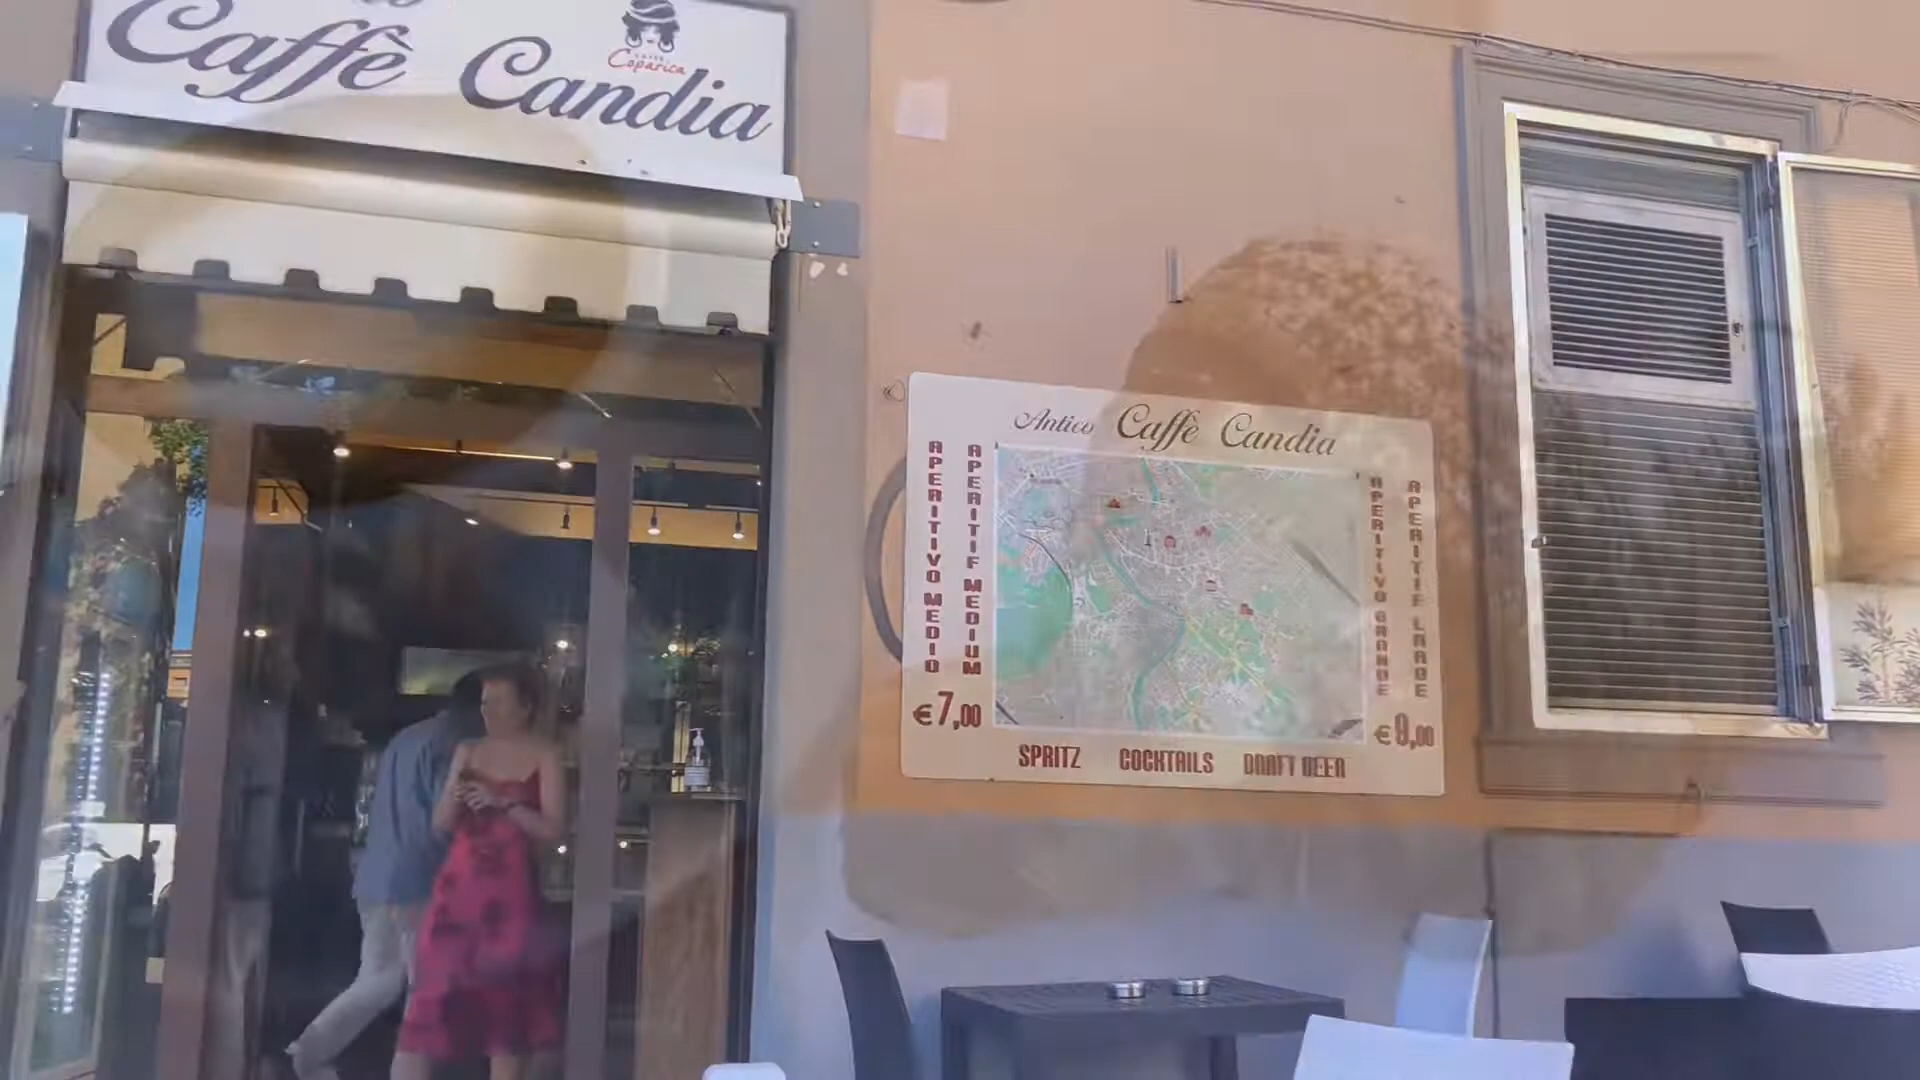 Caffè Candia
CAFFÈ
Coparica
Antico Caffè Candia
APERITIVO MEDIO
APERITIF MEDIUM
€7,00
APERITIVO GRANDE
APERITIF LARGE
€9,00
SPRITZ COCKTAILS DRAFT BEER